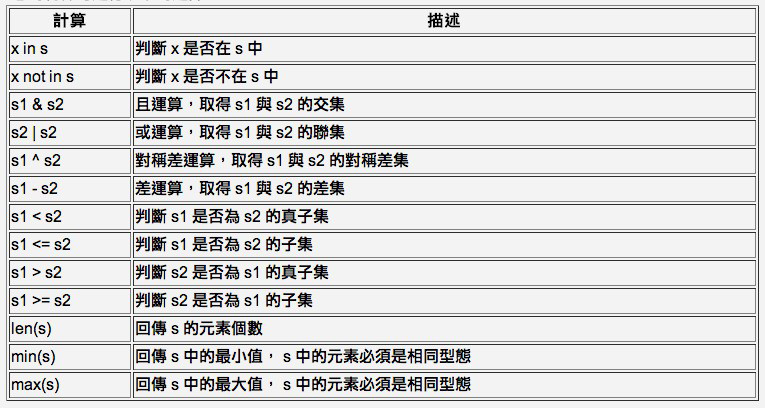 計算 描述
x in s 判斷 x 是否在 s 中
x not in s 判斷 x 是否不在 s 中
s1 & s2 且運算，取得 s1 與 s2 的交集
s2 | s2 或運算，取得 s1 與 s2 的聯集
s1 ^ s2 對稱差運算，取得 s1 與 s2 的對稱差集
s1 - s2 差運算，取得 s1 與 s2 的差集
s1 < s2 判斷 s1 是否為 s2 的真子集
s1 <= s2 判斷 s1 是否為 s2 的子集
s1 > s2 判斷 s2 是否為 s1 的真子集
s1 >= s2 判斷 s2 是否為 s1 的子集
len(s) 回傳 s 的元素個數
min(s) 回傳 s 中的最小值， s 中的元素必須是相同型態
max(s) 回傳 s 中的最大值， s 中的元素必須是相同型態